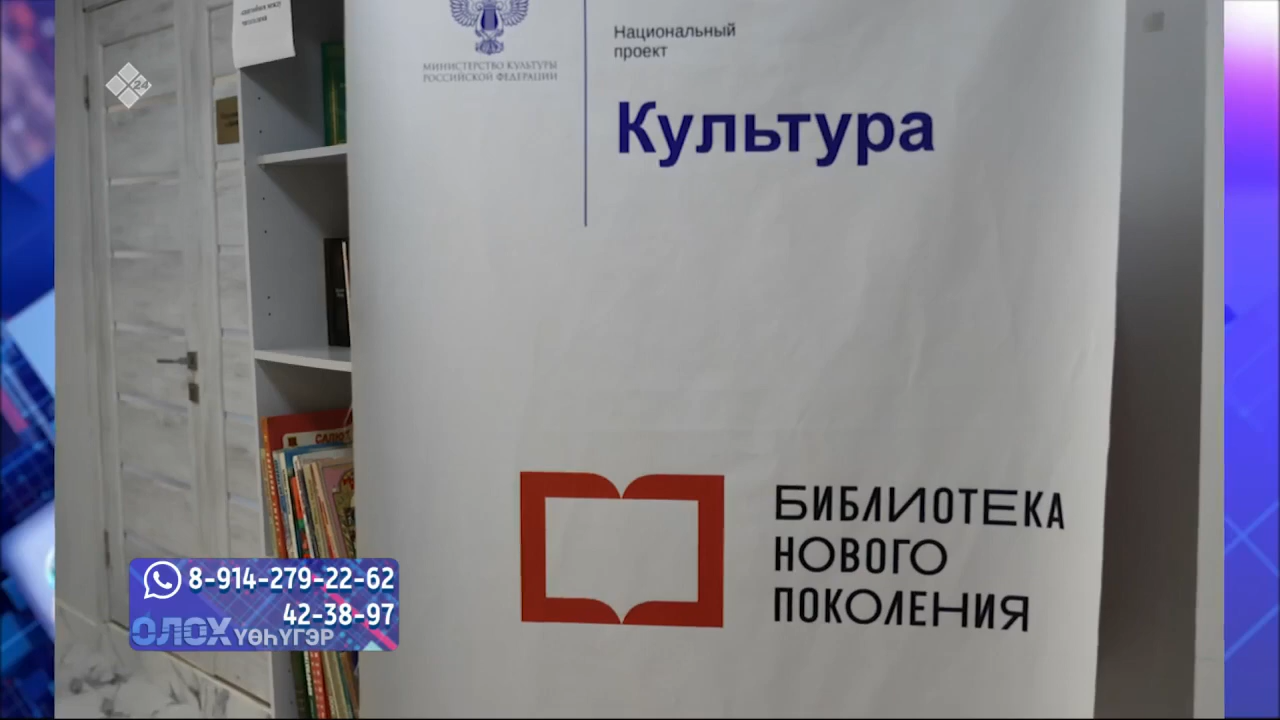 МИНИСТЕРСТВО КУЛЬТУРЫ
РОССИЙСКОЙ ФЕДЕРАЦИИ
Национальный
проект
Культура
БИБЛИОТЕКА
НОВОГО
ПОКОЛЕНИЯ
24
8-914-279-22-62
42-38-97
ОЛОХ ҮӨҺҮГЭР